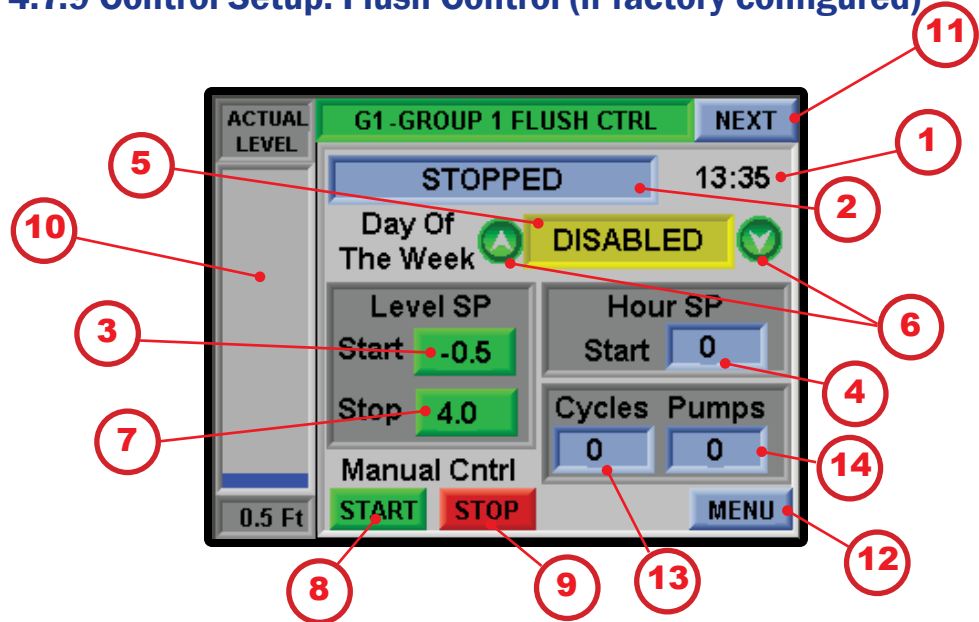 4.7.9 Control Setup: Flush Control (if factory configured)
11
ACTUAL LEVEL
G1-GROUP 1 FLUSH CTRL
NEXT
1
5
STOPPED
13:35
2
10
Day Of The Week
DISABLED
6
3
Level SP
Hour SP
Start -0.5
Start 0
4
7
Stop 4.0
Cycles Pumps
0 0
14
Manual Cntrl
0.5 Ft
START STOP
MENU
12
8
9
13